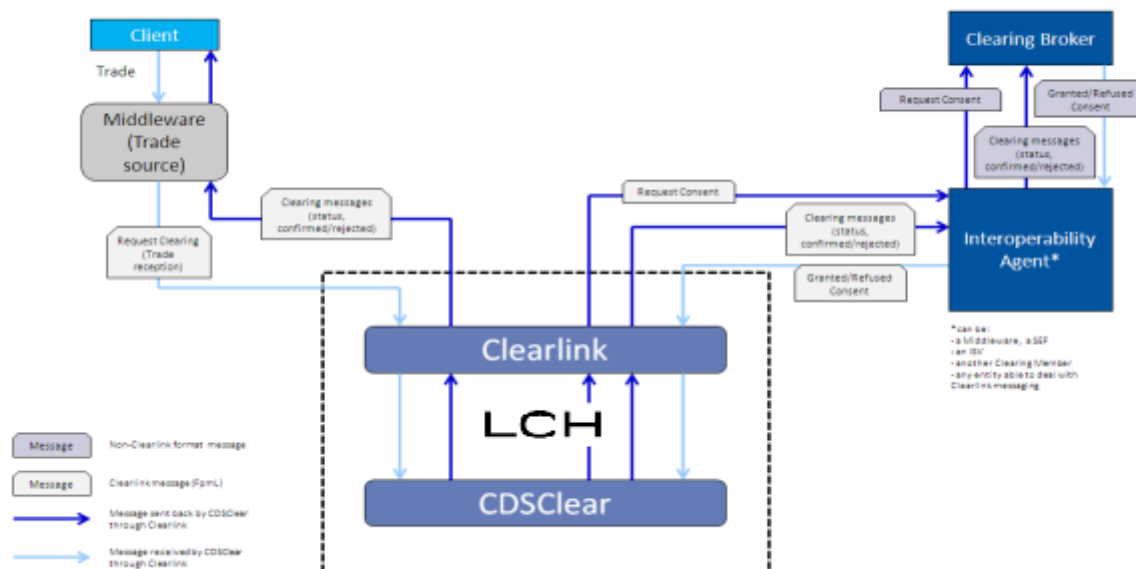 Client
Trade
Middleware
(Trade
source)
Clearing messages
(status,
confirmed/rejected)
Request Clearing
(Trade
reception)
Clearing Broker
Request Consent
Granted/Refused
Consent
Clearing messages
(status,
confirmed/rejected)
Request Consent
Clearing messages
(status,
confirmed/rejected)
Interoperability
Agent*
Granted/Refused
Consent
*can be:
- a Middleware, a SEF
- an ISV
- another Clearing Member
- any entity able to deal with
Clearlink messaging
Clearlink
LCH
CDSClear
Message
Non-Clearlink format message
Message
Clearlink message (FpmL)
Message sent back by CDSClear
through Clearlink
Message received by CDSClear
through Clearlink